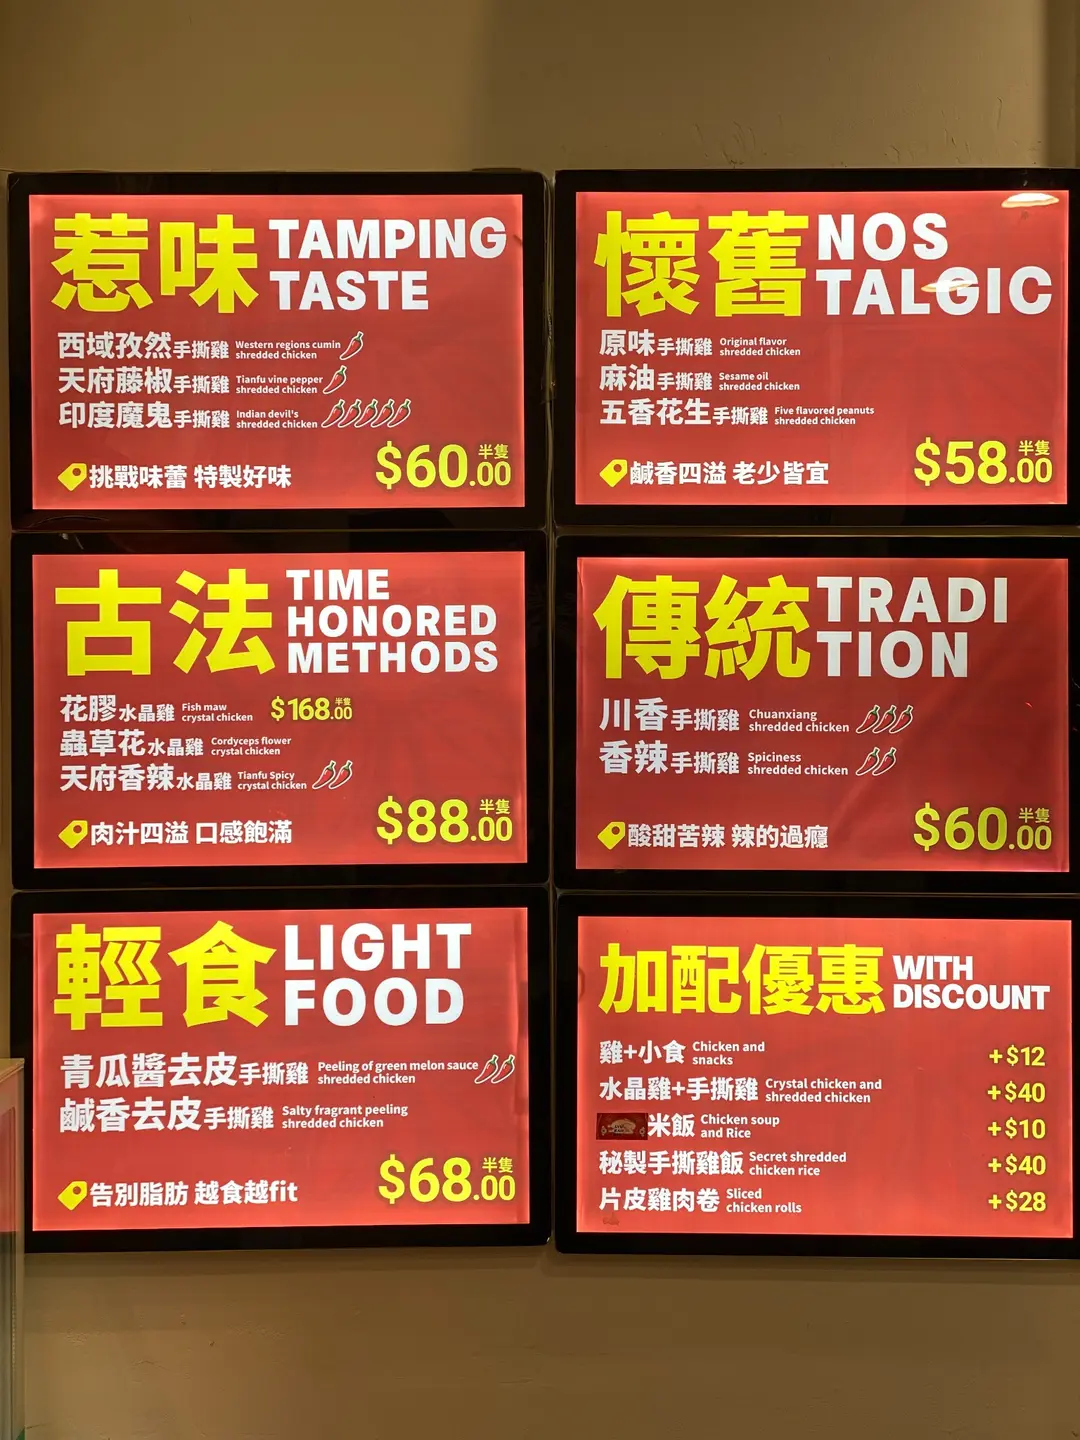 惹味 TAMPING
TASTE
西域孜然手撕雞 Western regions cumin
shredded chicken
天府藤椒手撕雞 Tianfu vine pepper
shredded chicken
印度魔鬼手撕雞 Indian devil's
shredded chicken
挑戰味蕾 特製好味
$60.00 半隻
懷舊 NOS
TALGIC
原味手撕雞 Original flavor
shredded chicken
麻油手撕雞 Sesame oil
shredded chicken
五香花生手撕雞 Five flavored peanuts
shredded chicken
鹹香四溢 老少皆宜
$58.00 半隻
古法 TIME
HONORED
METHODS
花膠水晶雞 Fish maw
crystal chicken
$168.00 半隻
蟲草花水晶雞 Cordyceps flower
crystal chicken
天府香辣水晶雞 Tianfu Spicy
crystal chicken
肉汁四溢 口感飽滿
$88.00 半隻
傳統 TRADI
TION
川香手撕雞 Chuanxiang
shredded chicken
香辣手撕雞 Spiciness
shredded chicken
酸甜苦辣 辣的過癮
$60.00 半隻
輕食 LIGHT
FOOD
青瓜醬去皮手撕雞 Peeling of green melon sauce
shredded chicken
鹹香去皮手撕雞 Salty fragrant peeling
shredded chicken
告別脂肪 越食越fit
$68.00 半隻
加配優惠 WITH
DISCOUNT
雞+小食 Chicken and
snacks
+$12
水晶雞+手撕雞 Crystal chicken and
shredded chicken
+$40
米飯 Chicken soup
and Rice
+$10
秘製手撕雞飯 Secret shredded
chicken rice
+$40
片皮雞肉卷 Sliced
chicken rolls
+$28